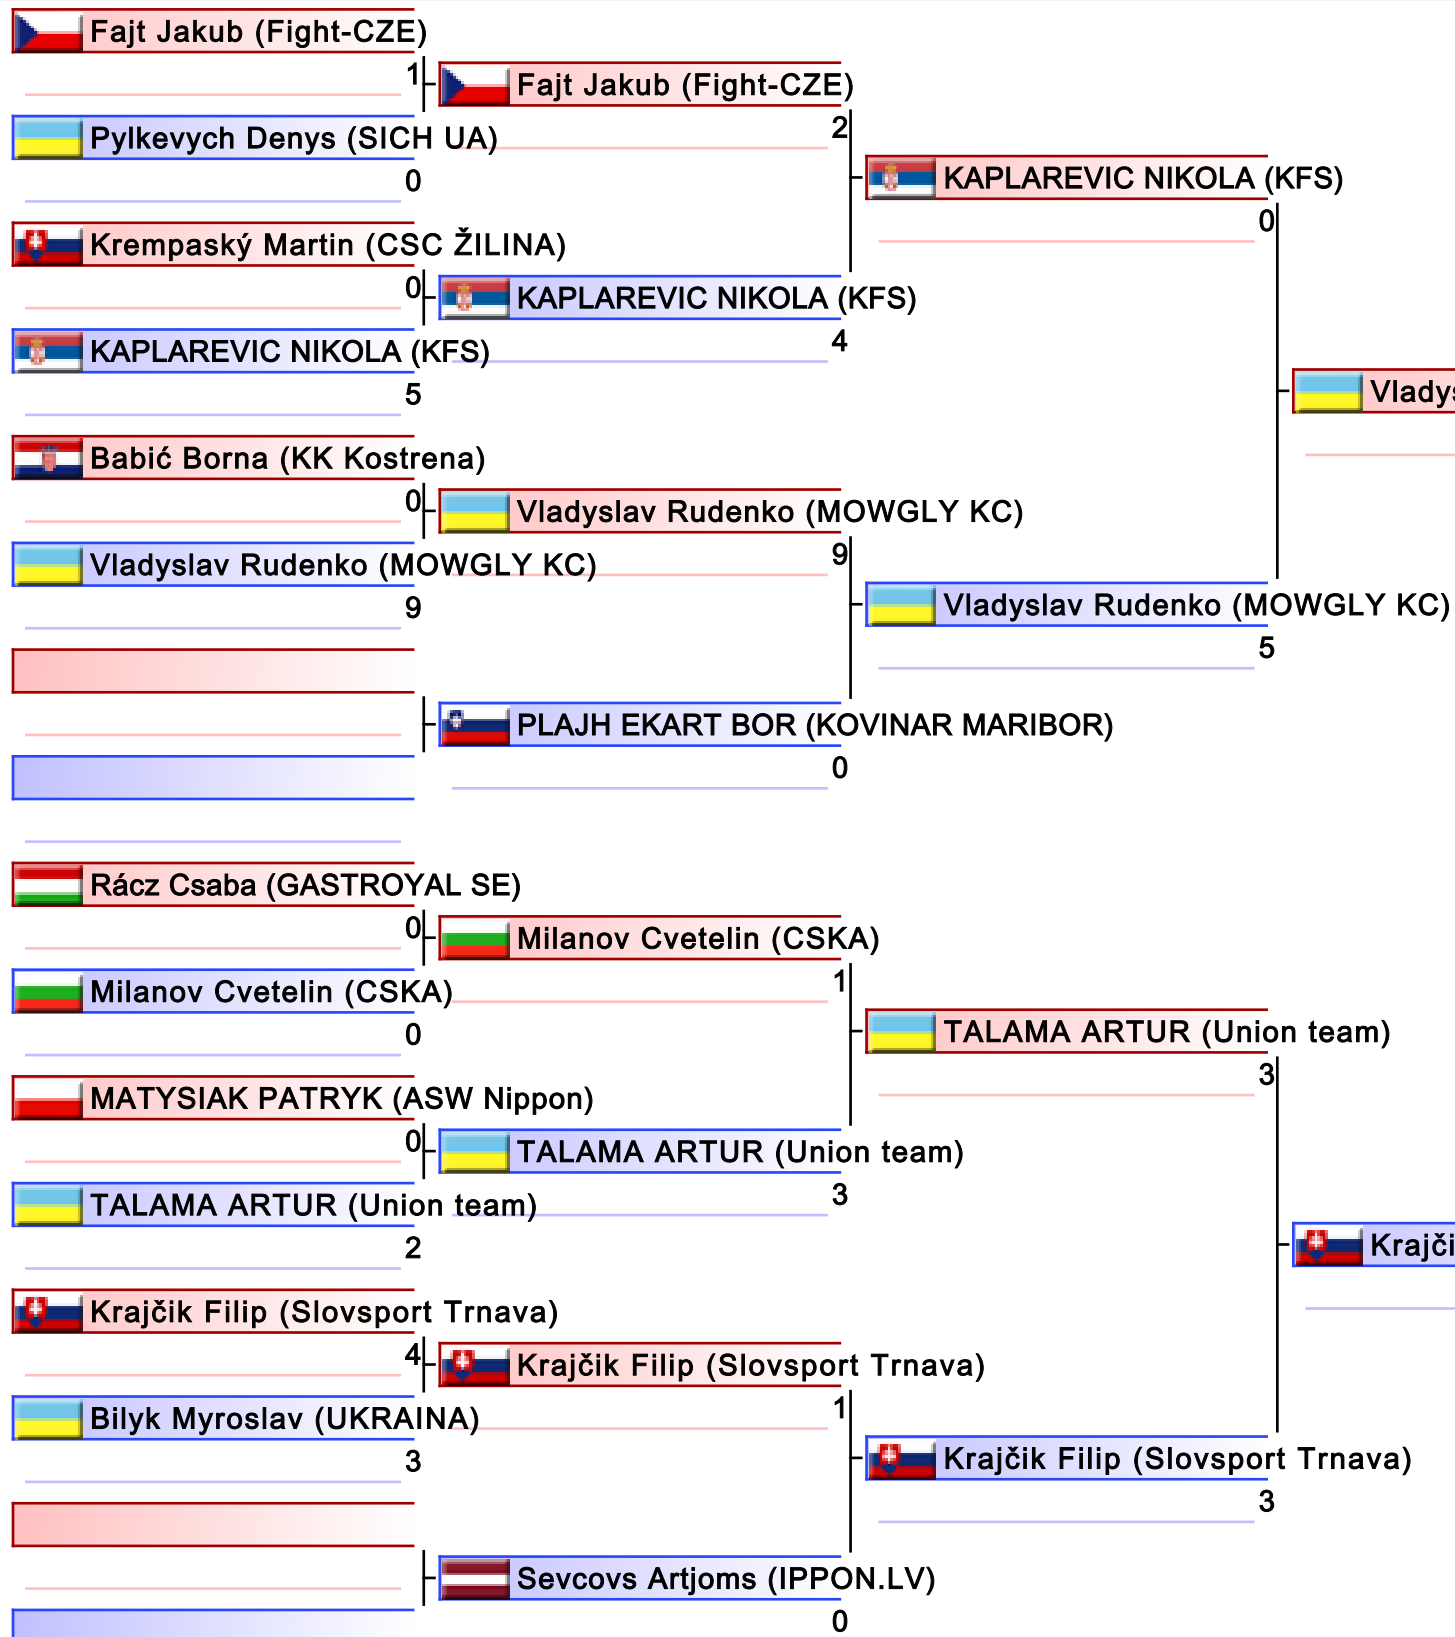 Fajt Jakub (Fight-CZE)
1
Pylkevych Denys (SICH UA)
0
Krempaský Martin (CSC ŽILINA)
0
KAPLAREVIC NIKOLA (KFS)
5
Babić Borna (KK Kostrena)
0
Vladyslav Rudenko (MOWGLY KC)
9
Rácz Csaba (GASTROYAL SE)
0
Milanov Cvetelin (CSKA)
0
MATYSIAK PATRYK (ASW Nippon)
0
TALAMA ARTUR (Union team)
2
Krajčik Filip (Slovsport Trnava)
4
Bilyk Myroslav (UKRAINA)
3
Fajt Jakub (Fight-CZE)
2
KAPLAREVIC NIKOLA (KFS)
4
Vladyslav Rudenko (MOWGLY KC)
9
PLAJH EKART BOR (KOVINAR MARIBOR)
0
Milanov Cvetelin (CSKA)
1
TALAMA ARTUR (Union team)
3
Krajčik Filip (Slovsport Trnava)
1
Sevcovs Artjoms (IPPON.LV)
0
KAPLAREVIC NIKOLA (KFS)
0
Vladyslav Rudenko (MOWGLY KC)
5
TALAMA ARTUR (Union team)
3
Krajčik Filip (Slovsport Trnava)
3